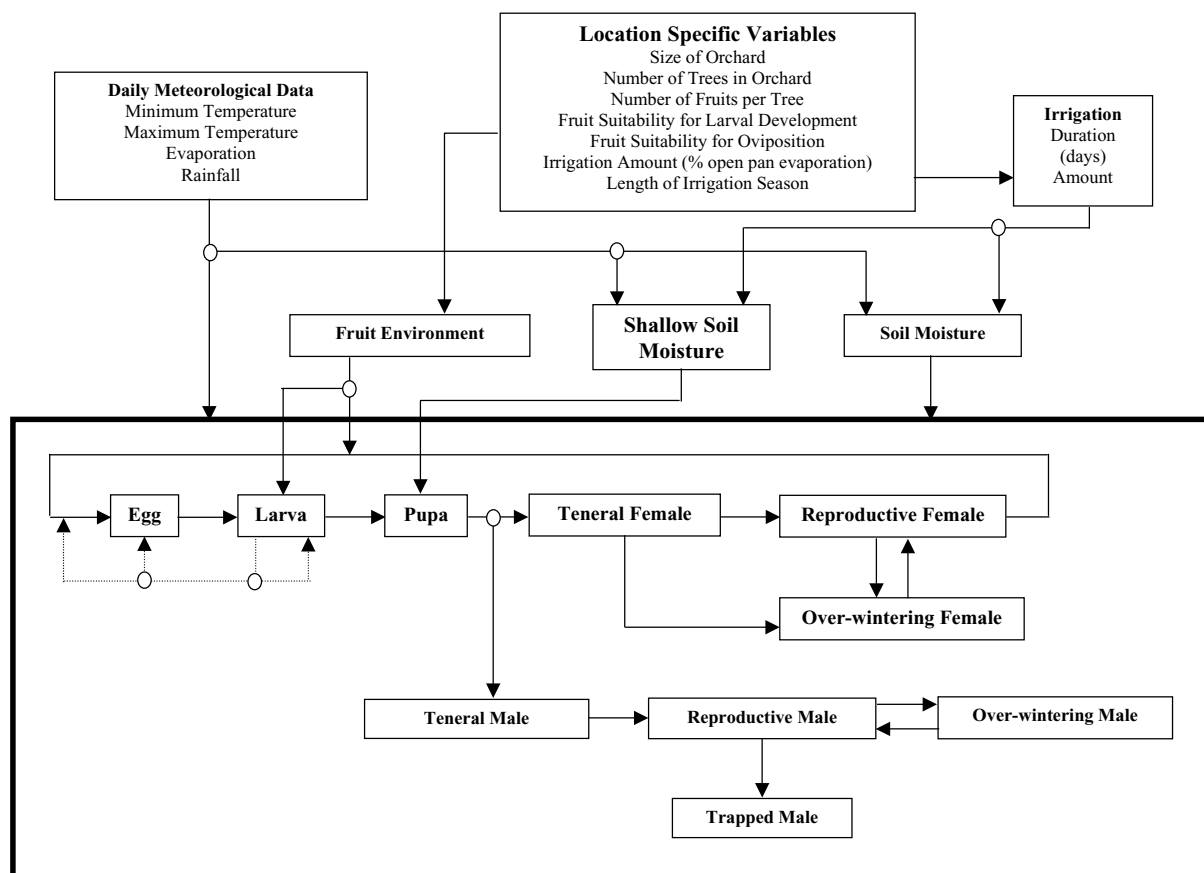 Location Specific Variables
Size of Orchard
Number of Trees in Orchard
Number of Fruits per Tree
Fruit Suitability for Larval Development
Fruit Suitability for Oviposition
Irrigation Amount (% open pan evaporation)
Length of Irrigation Season
Daily Meteorological Data
Minimum Temperature
Maximum Temperature
Evaporation
Rainfall
Irrigation
Duration
(days)
Amount
Fruit Environment
Shallow Soil
Moisture
Soil Moisture
Egg
Larva
Pupa
Teneral Female
Reproductive Female
Over-wintering Female
Teneral Male
Reproductive Male
Over-wintering Male
Trapped Male